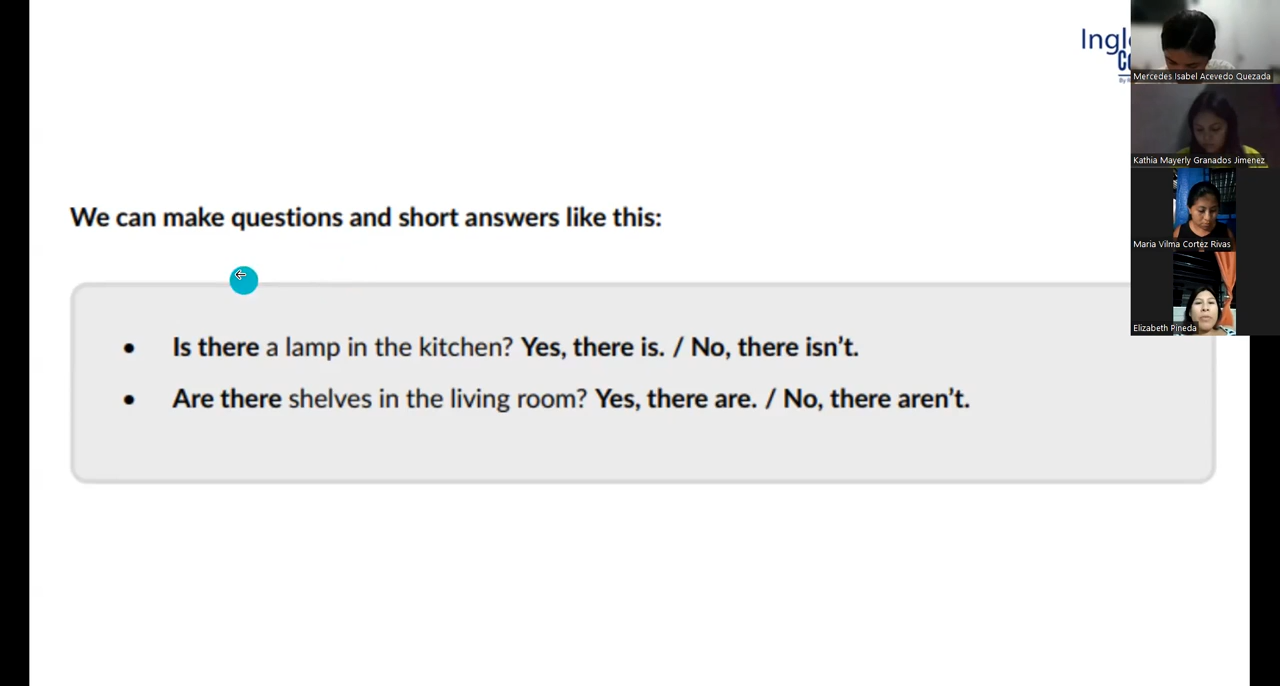 Ingl
Mercedes Isabel Acevedo Quezada
Kathia Mayerly Granados Jimenez
We can make questions and short answers like this:
Maria Vilma Cortez Rivas
Elizabeth Pineda
• Is there a lamp in the kitchen? Yes, there is. / No, there isn't.
• Are there shelves in the living room? Yes, there are. / No, there aren't.